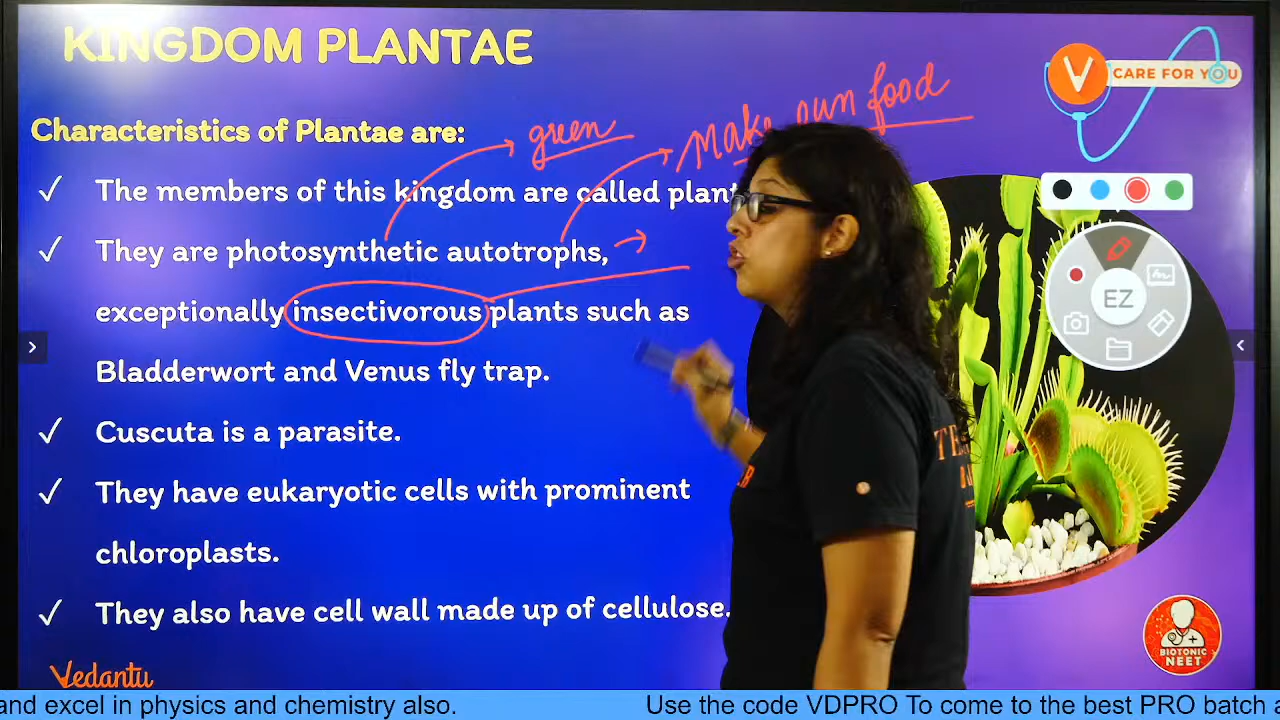 KINGDOM PLANTAE
CARE FOR YOU
Characteristics of Plantae are:
green
Make own food
✓ The members of this kingdom are called plant
✓ They are photosynthetic autotrophs,
exceptionally insectivorous plants such as
Bladderwort and Venus fly trap.
✓ Cuscuta is a parasite.
✓ They have eukaryotic cells with prominent
chloroplasts.
✓ They also have cell wall made up of cellulose.
EZ
Vedantu
BIOTONIC
NEET
and excel in physics and chemistry also. Use the code VDPRO To come to the best PRO batch a